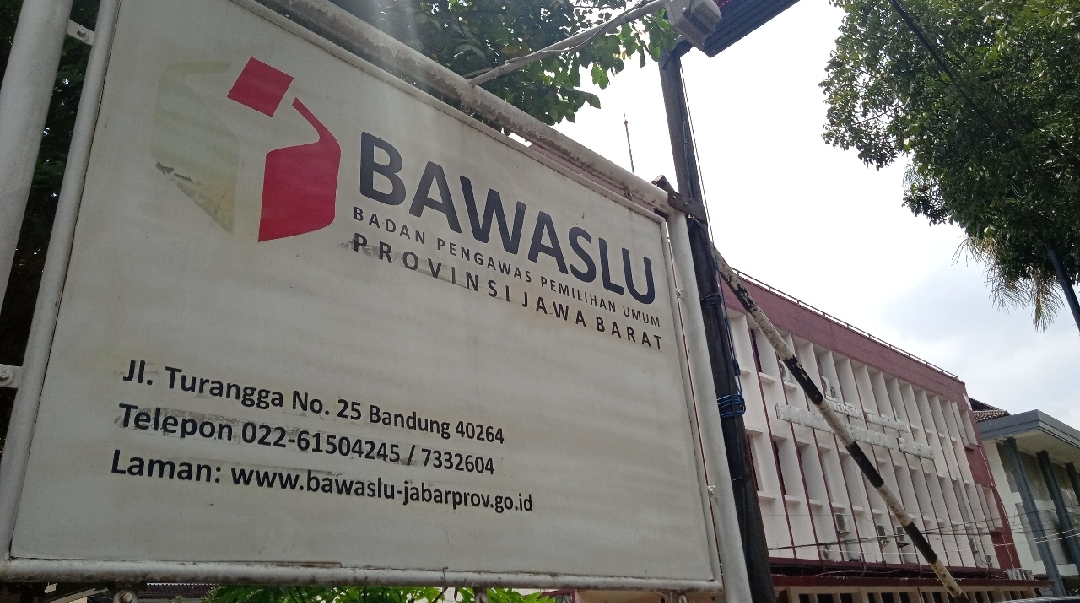 BAWASLU
BADAN PENGAWAS PEMILIHAN UMUM
PROVINSI JAWA BARAT
Jl. Turangga No. 25 Bandung 40264
Telepon 022-61504245 / 7332604
Laman: www.bawaslu-jabarprov.go.id